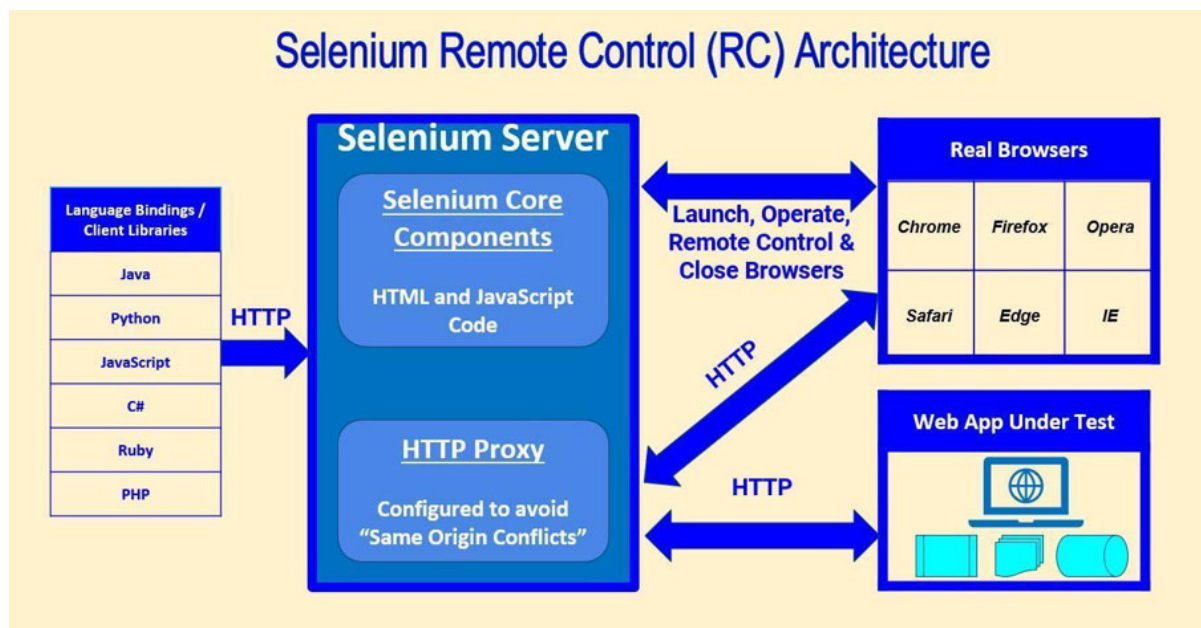 Selenium Remote Control (RC) Architecture
Language Bindings /
Client Libraries
Java
Python
JavaScript
C#
Ruby
PHP
HTTP
Selenium Server
Selenium Core
Components
HTML and JavaScript
Code
HTTP Proxy
Configured to avoid
“Same Origin Conflicts”
Launch, Operate,
Remote Control &
Close Browsers
HTTP
HTTP
Real Browsers
Chrome Firefox Opera
Safari Edge IE
Web App Under Test